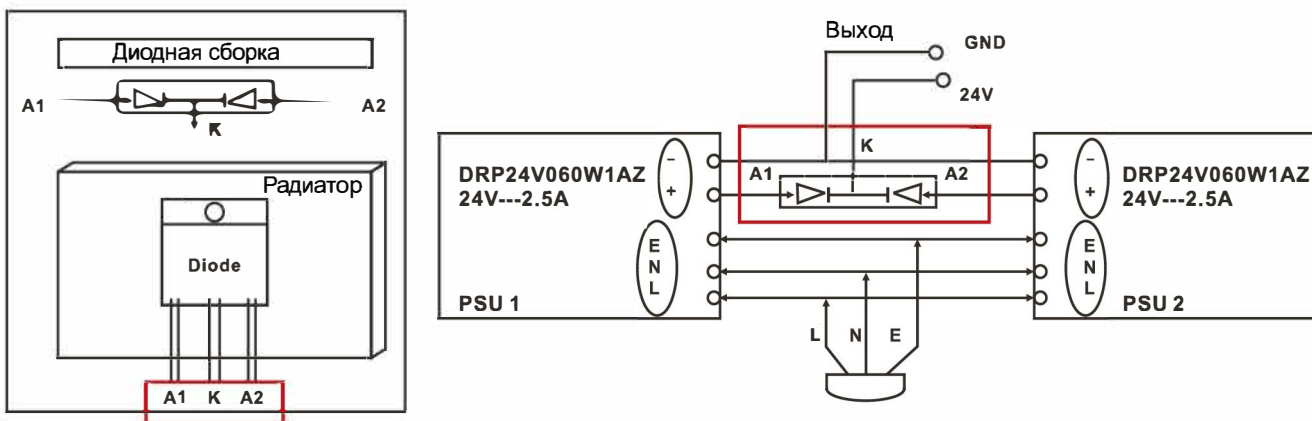 Диодная сборка
A1
A2
K
Радиатор
Diode
A1 K A2
Выход
GND
24V
K
A1
A2
DRP24V060W1AZ
24V---2.5A
-
+
E
N
L
PSU 1
DRP24V060W1AZ
24V---2.5A
-
+
E
N
L
PSU 2
L N E